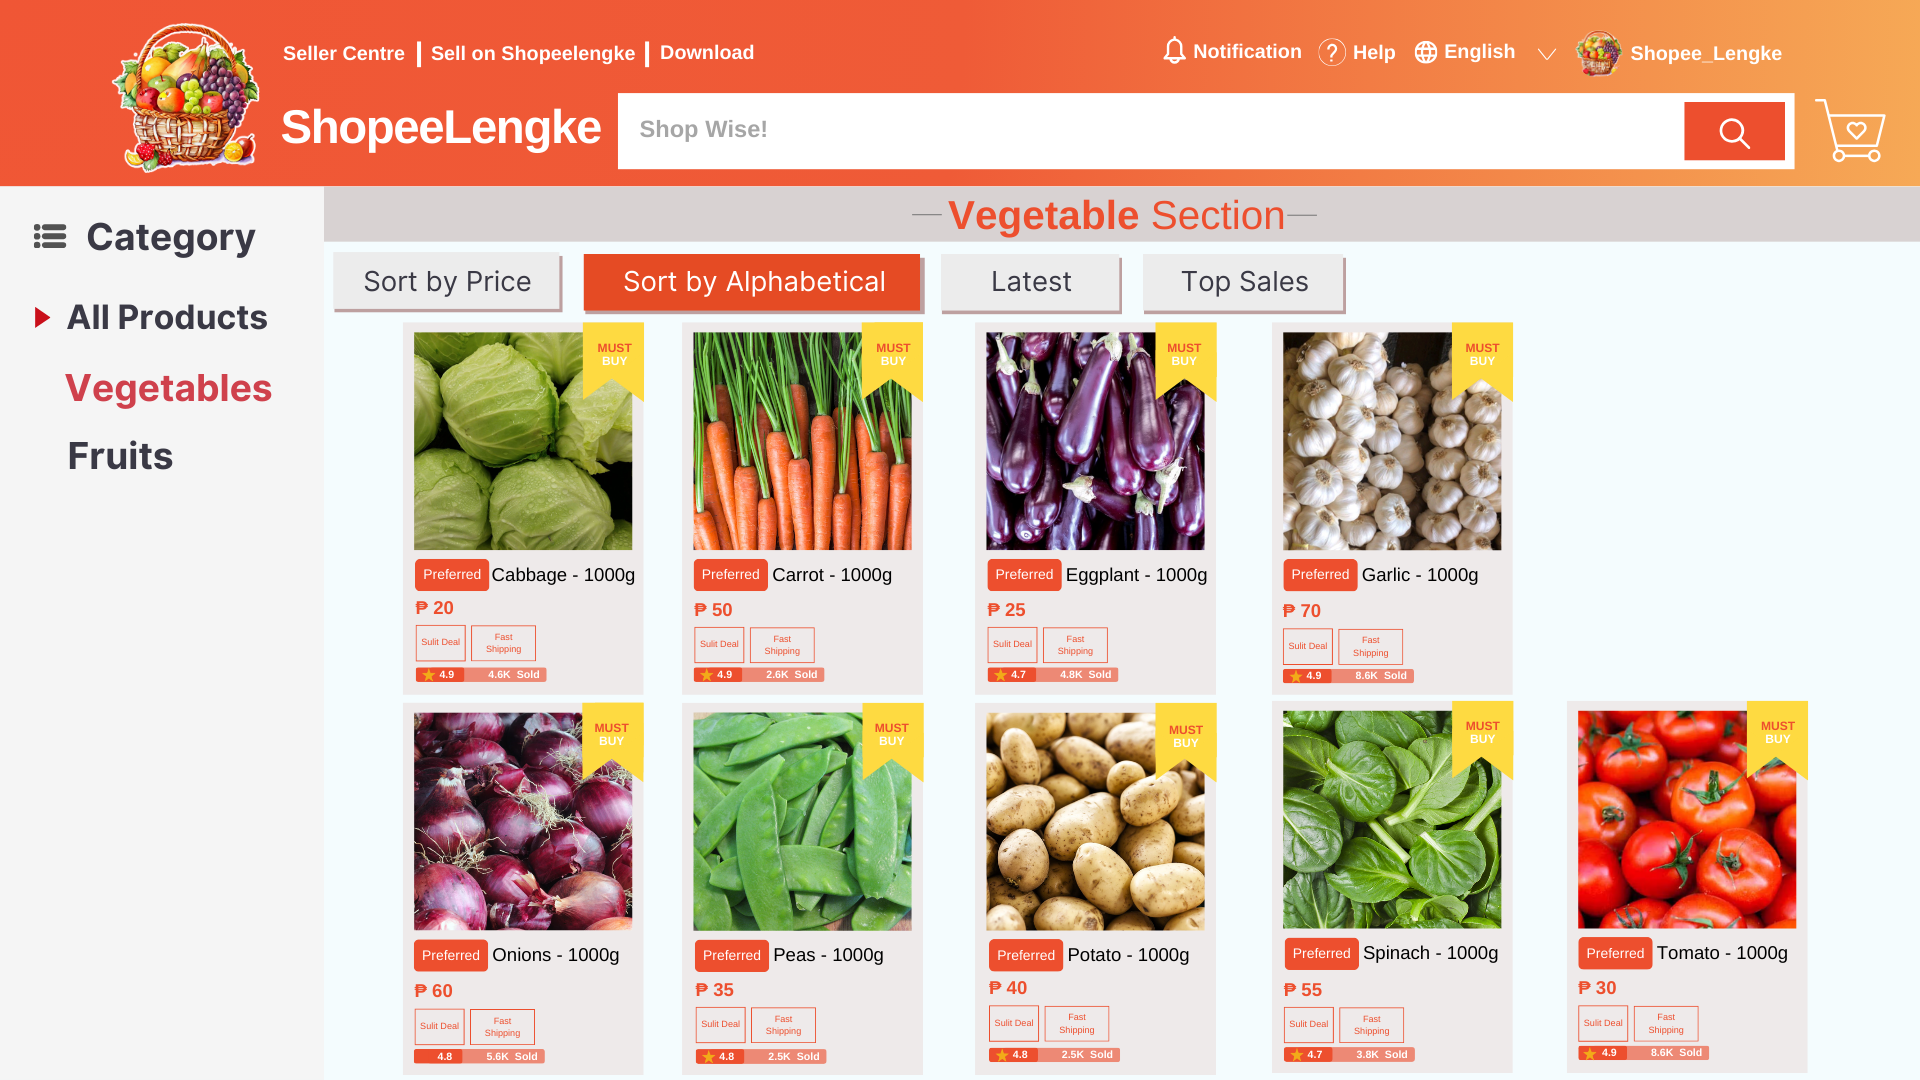 Seller Centre | Sell on Shopeelengke | Download
Notification
Help
English
Shopee_Lengke
ShopeeLengke
Shop Wise!
Category
All Products
Vegetables
Fruits
Vegetable Section
Sort by Price
Sort by Alphabetical
Latest
Top Sales
MUST
BUY
Preferred Cabbage - 1000g
₱ 20
Sulit Deal
Fast
Shipping
4.9
4.6K Sold
MUST
BUY
Preferred Carrot - 1000g
₱ 50
Sulit Deal
Fast
Shipping
4.9
2.6K Sold
MUST
BUY
Preferred Eggplant - 1000g
₱ 25
Sulit Deal
Fast
Shipping
4.7
4.8K Sold
MUST
BUY
Preferred Garlic - 1000g
₱ 70
Sulit Deal
Fast
Shipping
4.9
8.6K Sold
MUST
BUY
Preferred Onions - 1000g
₱ 60
Sulit Deal
Fast
Shipping
4.8
5.6K Sold
MUST
BUY
Preferred Peas - 1000g
₱ 35
Sulit Deal
Fast
Shipping
4.8
2.5K Sold
MUST
BUY
Preferred Potato - 1000g
₱ 40
Sulit Deal
Fast
Shipping
4.8
2.5K Sold
MUST
BUY
Preferred Spinach - 1000g
₱ 55
Sulit Deal
Fast
Shipping
4.7
3.8K Sold
MUST
BUY
Preferred Tomato - 1000g
₱ 30
Sulit Deal
Fast
Shipping
4.9
8.6K Sold